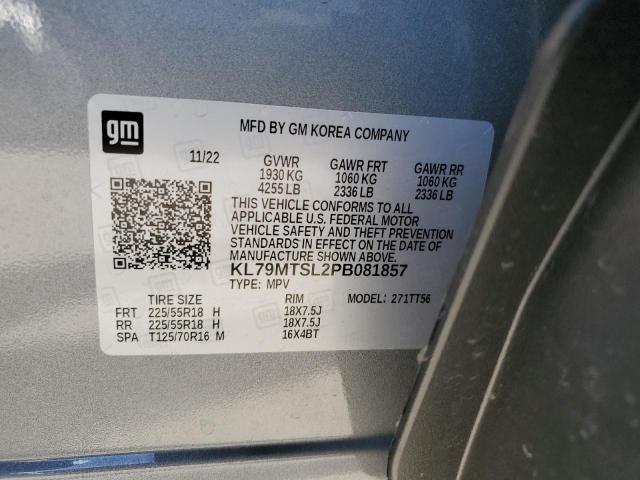 gm
MFD BY GM KOREA COMPANY
11/22 GVWR GAWR FRT GAWR RR
1930 KG 1060 KG 1060 KG
4255 LB 2336 LB 2336 LB
THIS VEHICLE CONFORMS TO ALL
APPLICABLE U.S. FEDERAL MOTOR
VEHICLE SAFETY AND THEFT
PREVENTION STANDARDS IN EFFECT
ON THE DATE OF MANUFACTURE
SHOWN ABOVE.
KL79MTSL2PB081857
TYPE: MPV
TIRE SIZE RIM MODEL: 271TT56
FRT 225/55R18 H 18X7.5J
RR 225/55R18 H 18X7.5J
SPA T125/70R16 M 16X4BT